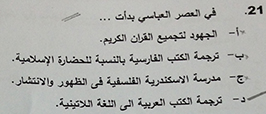 21. في العصر العباسي بدأت ...
أ- الجهود لتجميع القران الكريم.
ب- ترجمة الكتب الفارسية بالنسبة للحضارة الإسلامية.
ج- مدرسة الاسكندرية الفلسفية فى الظهور والانتشار.
د- ترجمة الكتب العربية الى اللغة اللاتينية.